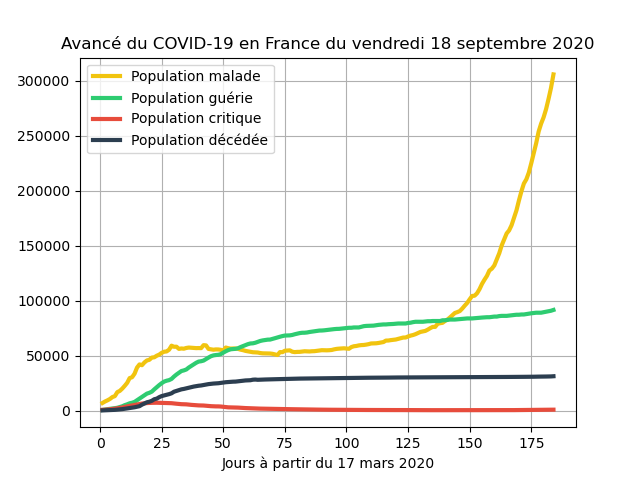 Avancé du COVID-19 en France du vendredi 18 septembre 2020
Population malade
Population guérie
Population critique
Population décédée
300000
250000
200000
150000
100000
50000
0
0 25 50 75 100 125 150 175
Jours à partir du 17 mars 2020